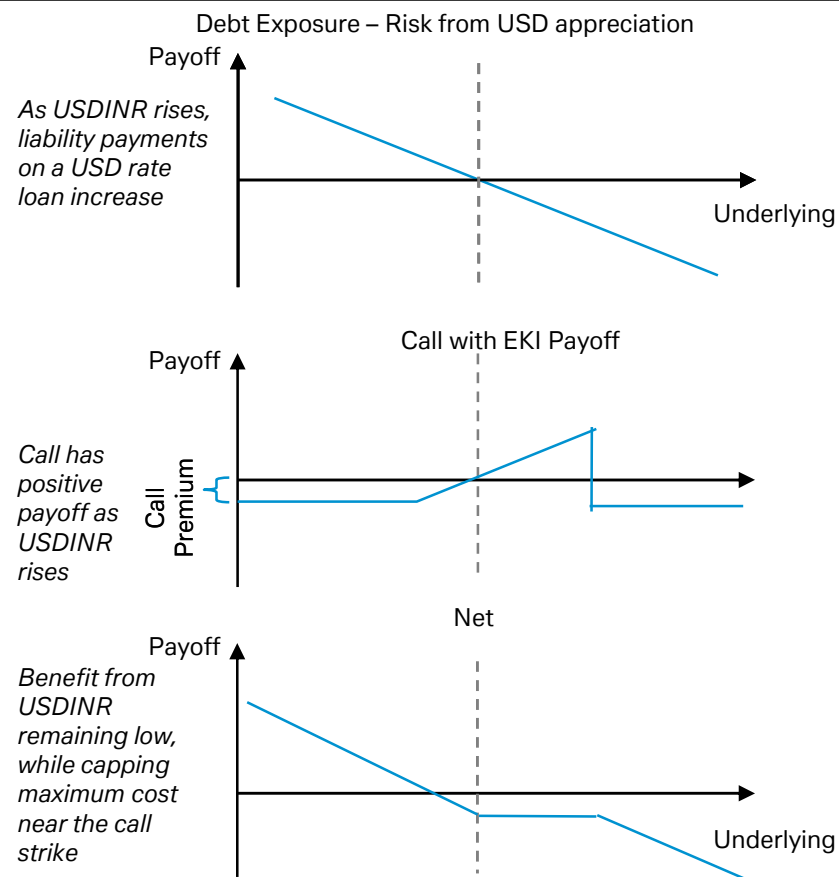 Debt Exposure – Risk from USD appreciation
Payoff
As USDINR rises,
liability payments
on a USD rate
loan increase
Underlying
Call with EKI Payoff
Payoff
Call has
positive
payoff as
USDINR
rises
Call
Premium
Net
Payoff
Benefit from
USDINR
remaining low,
while capping
maximum cost
near the call
strike
Underlying